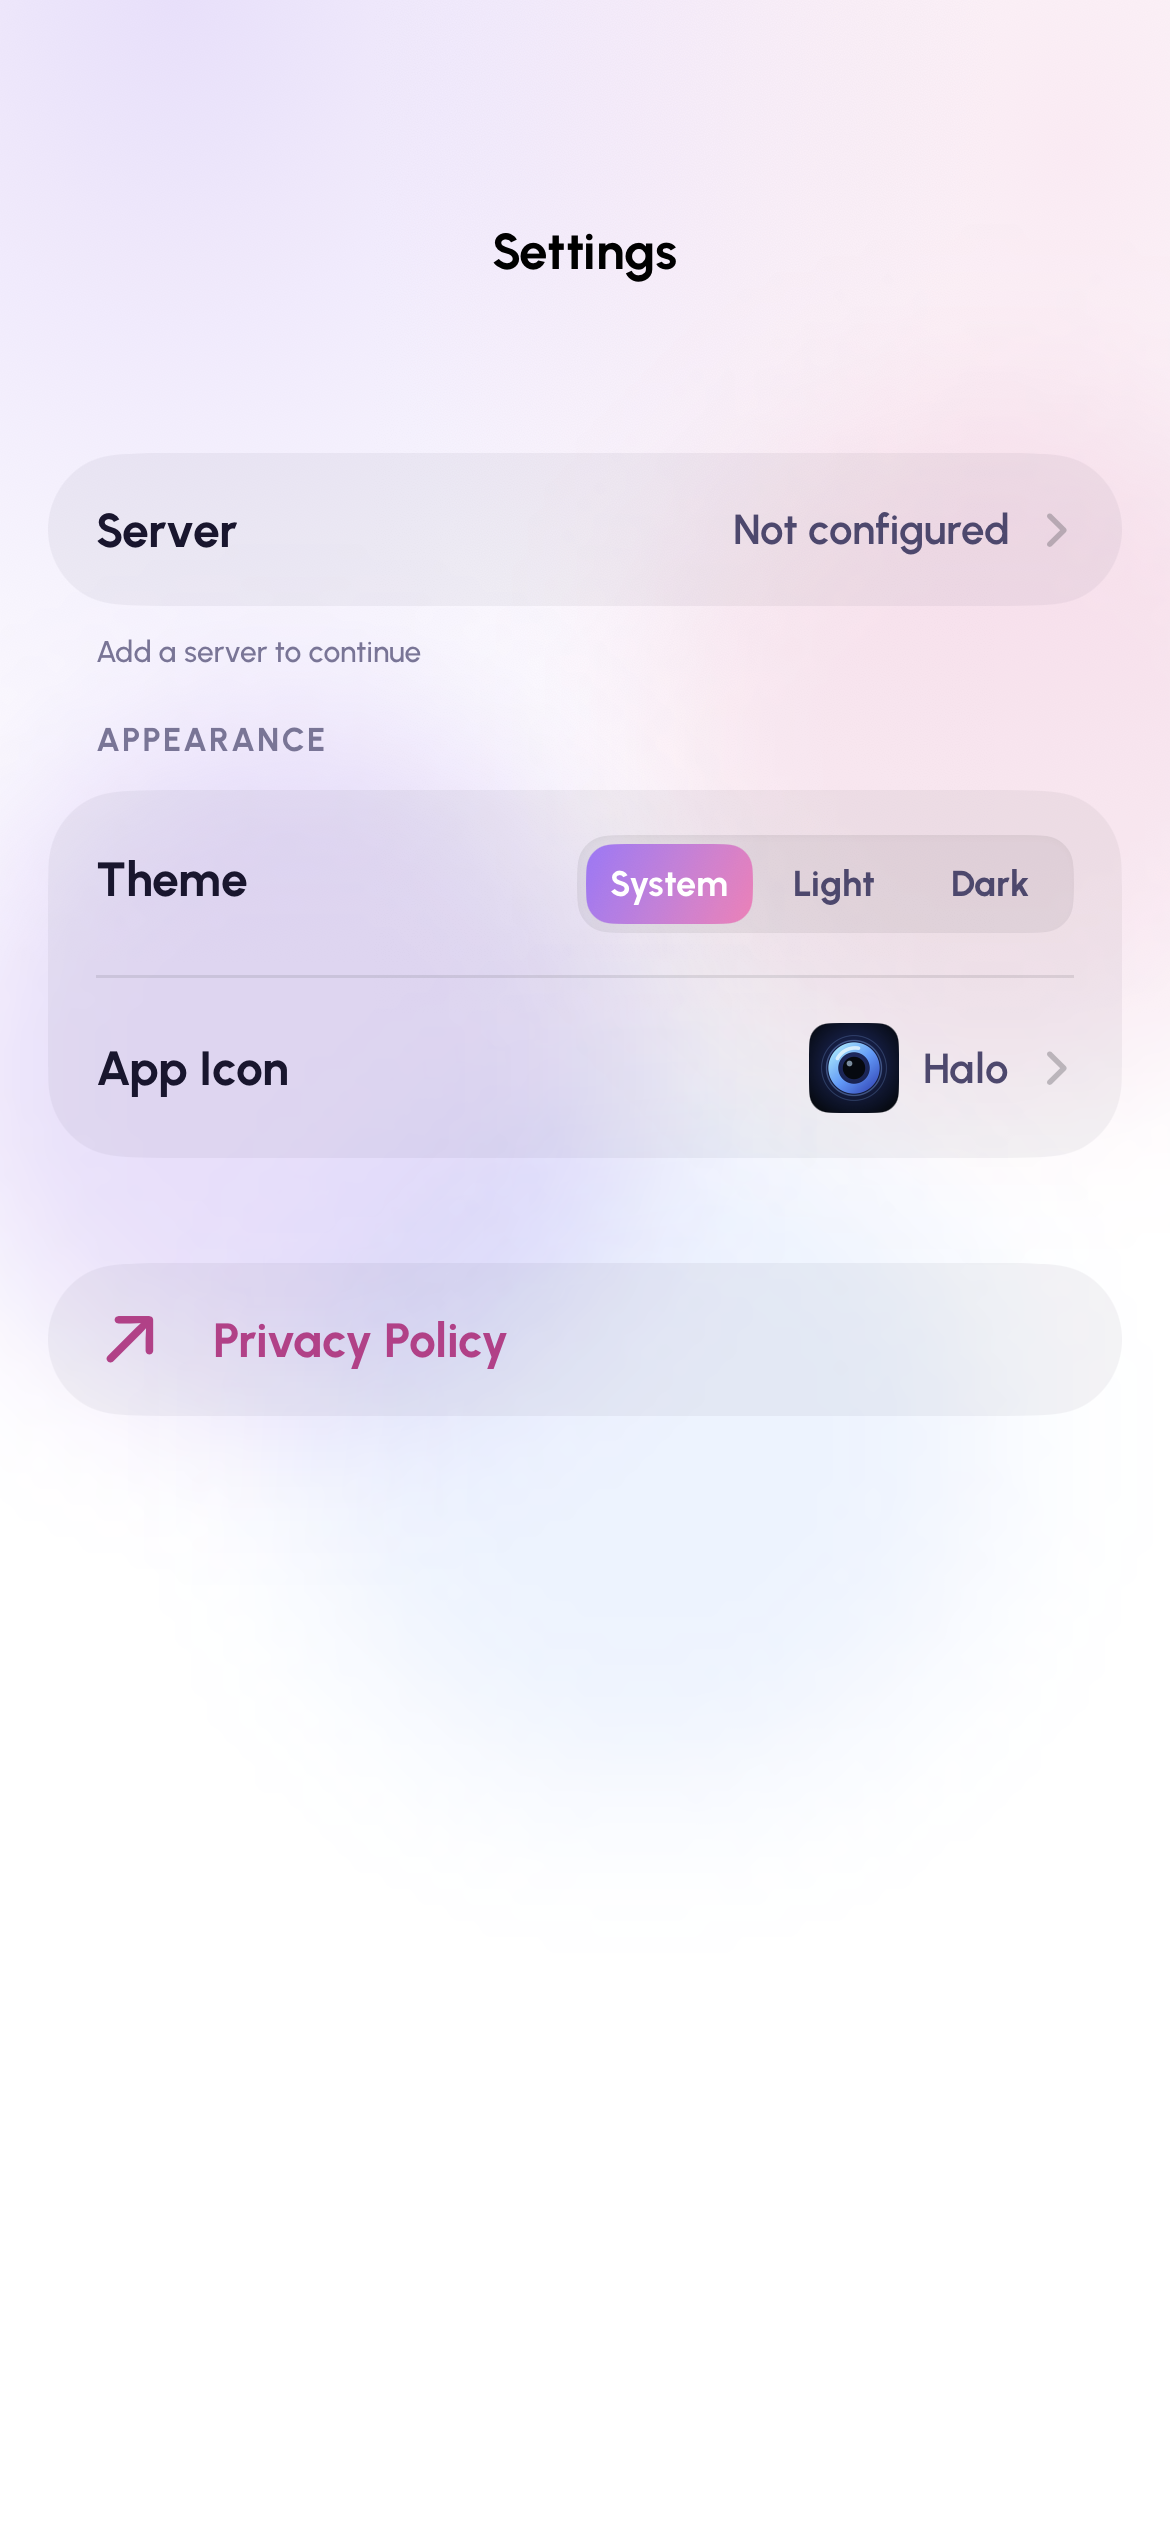 Settings
Server
Not configured
Add a server to continue
APPEARANCE
Theme
System
Light
Dark
App Icon
Halo
Privacy Policy